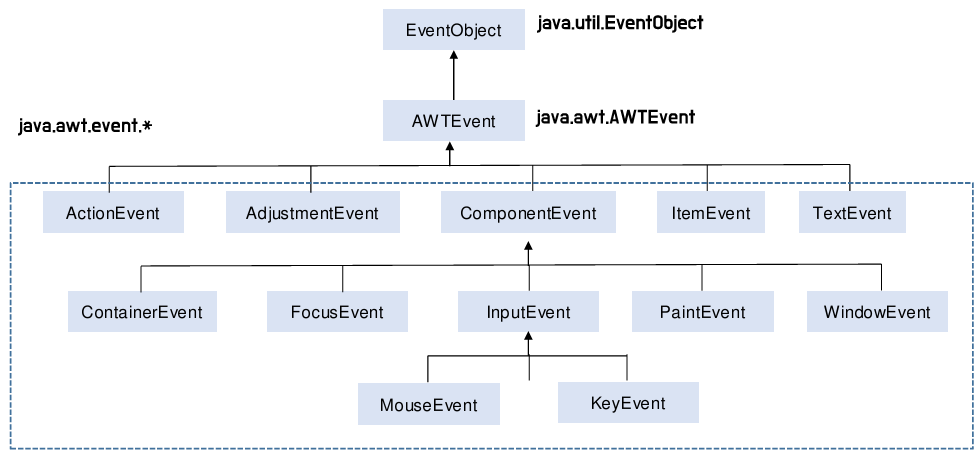 EventObject
java.util.EventObject
AWTEvent
java.awt.AWTEvent
java.awt.event.*
ActionEvent
AdjustmentEvent
ComponentEvent
ItemEvent
TextEvent
ContainerEvent
FocusEvent
InputEvent
PaintEvent
WindowEvent
MouseEvent
KeyEvent